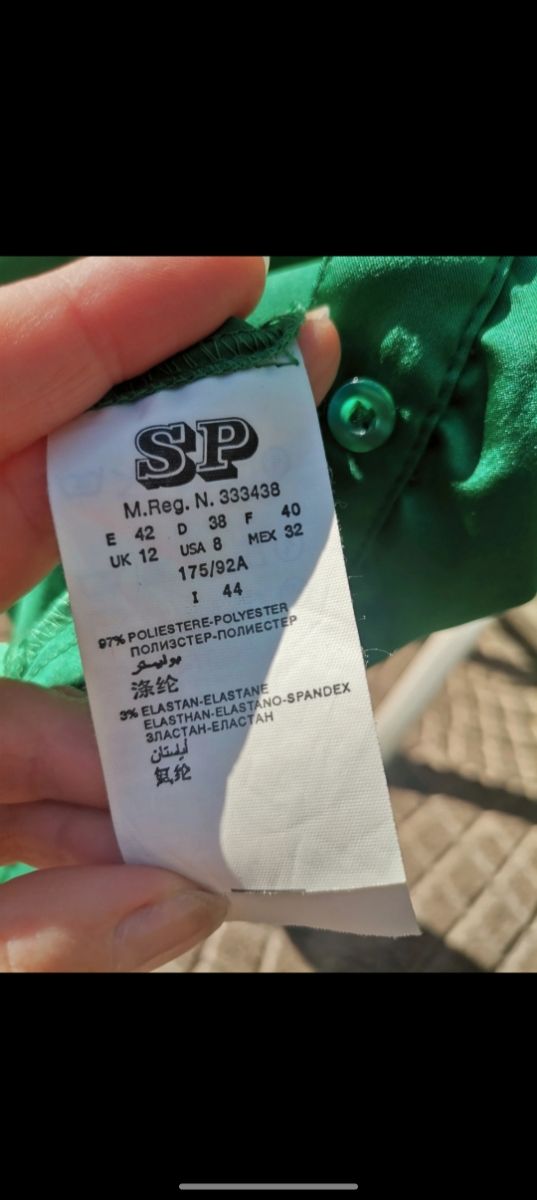 SP
M.Reg. N. 333438
E 42 D 38 F 40
UK 12 USA 8 MEX 32
175/92A
I 44
97% POLIESTERE-POLYESTER
ПОЛИЭСТЕР-ПОЛИЕСТЕР
بوليستر
涤纶
3% ELASTAN-ELASTANE
ELASTHAN-ELASTANO-SPANDEX
ЭЛАСТАН-ЕЛАСТАН
أيلستان
氨纶